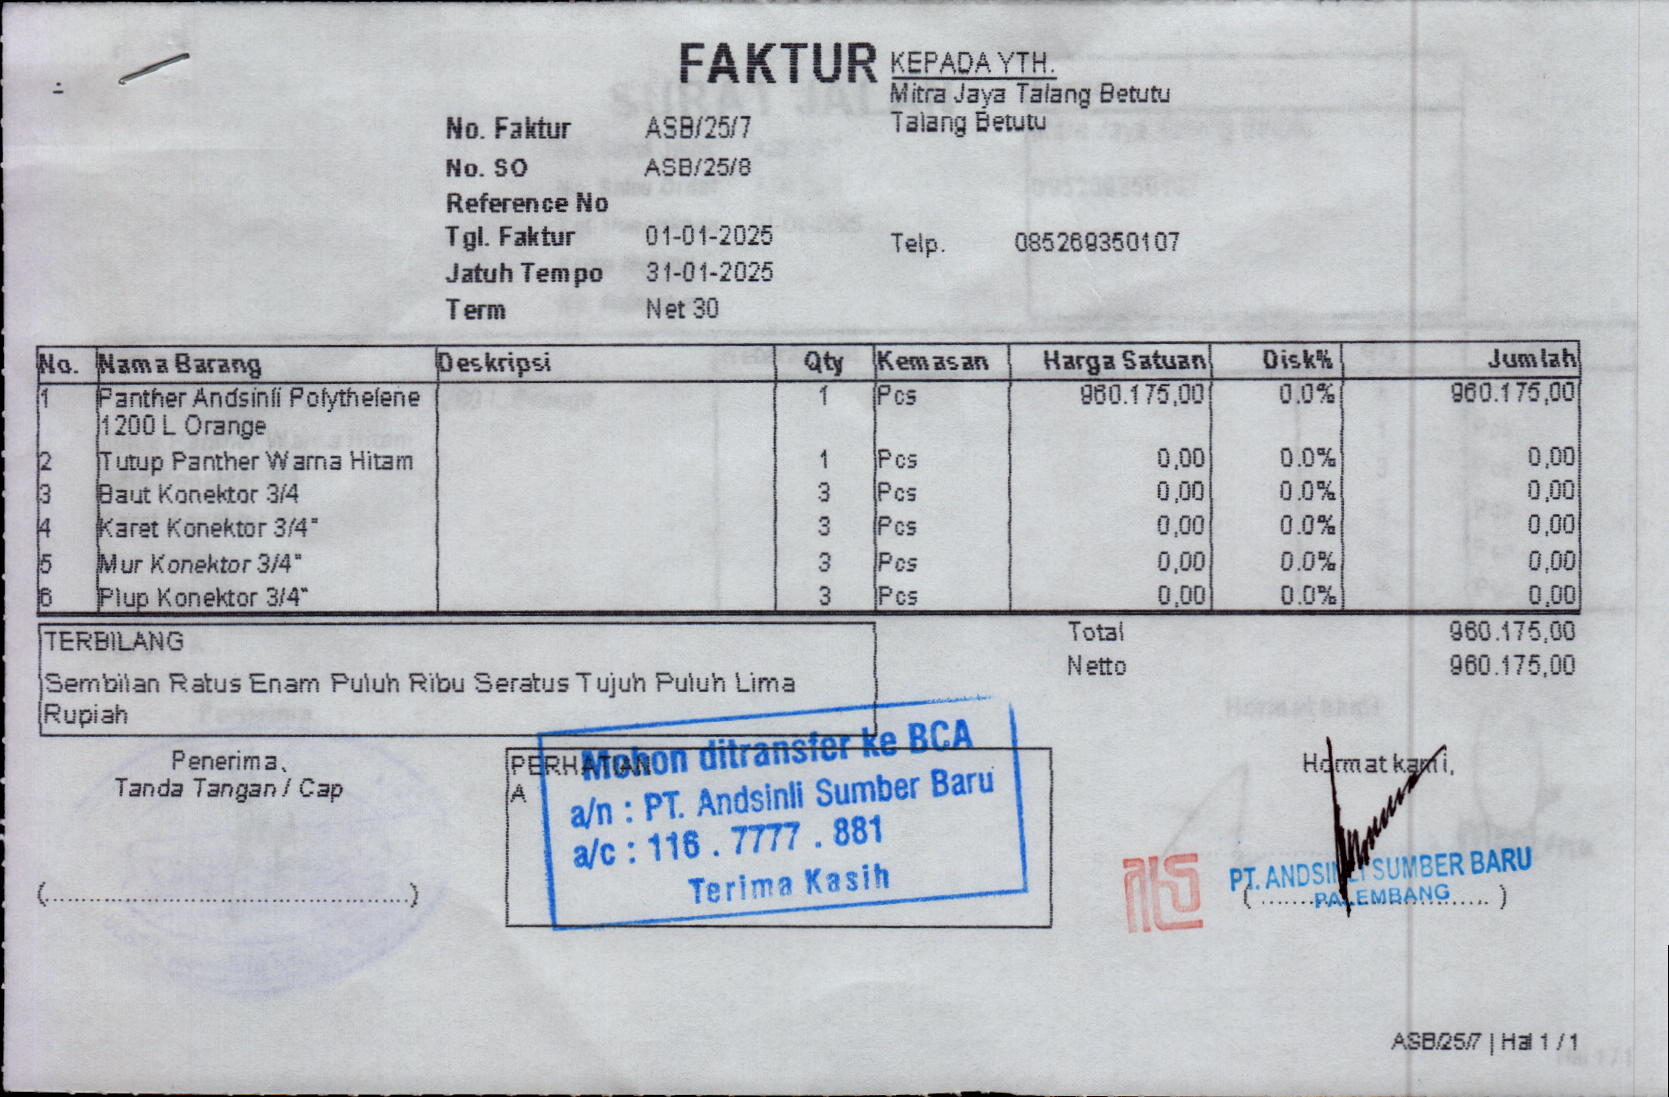 FAKTUR
KEPADA YTH.
Mitra Jaya Talang Betutu
Talang Betutu
No. Faktur ASB/25/7
No. SO ASB/25/8
Reference No
Tgl. Faktur 01-01-2025
Telp. 085269350107
Jatuh Tempo 31-01-2025
Term Net 30
No. Nama Barang Deskripsi Qty Kemasan Harga Satuan Disk% Jumlah
1 Panther Andsinli Polythelene 1 Pcs 960.175,00 0.0% 960.175,00
1200 L Orange
2 Tutup Panther Warna Hitam 1 Pcs 0,00 0.0% 0,00
3 Baut Konektor 3/4 3 Pcs 0,00 0.0% 0,00
4 Karet Konektor 3/4" 3 Pcs 0,00 0.0% 0,00
5 Mur Konektor 3/4" 3 Pcs 0,00 0.0% 0,00
6 Plup Konektor 3/4" 3 Pcs 0,00 0.0% 0,00
TERBILANG
Sembilan Ratus Enam Puluh Ribu Seratus Tujuh Puluh Lima
Rupiah
Total 960.175,00
Netto 960.175,00
Penerima,
Tanda Tangan / Cap
(..................................................)
PERHATIAN
A
Mohon ditransfer ke BCA
a/n : PT. Andsinli Sumber Baru
a/c : 116 . 7777 . 881
Terima Kasih
Hormat kami,
PT. ANDSINLI SUMBER BARU
PALEMBANG
ASB/25/7 | Hal 1 / 1